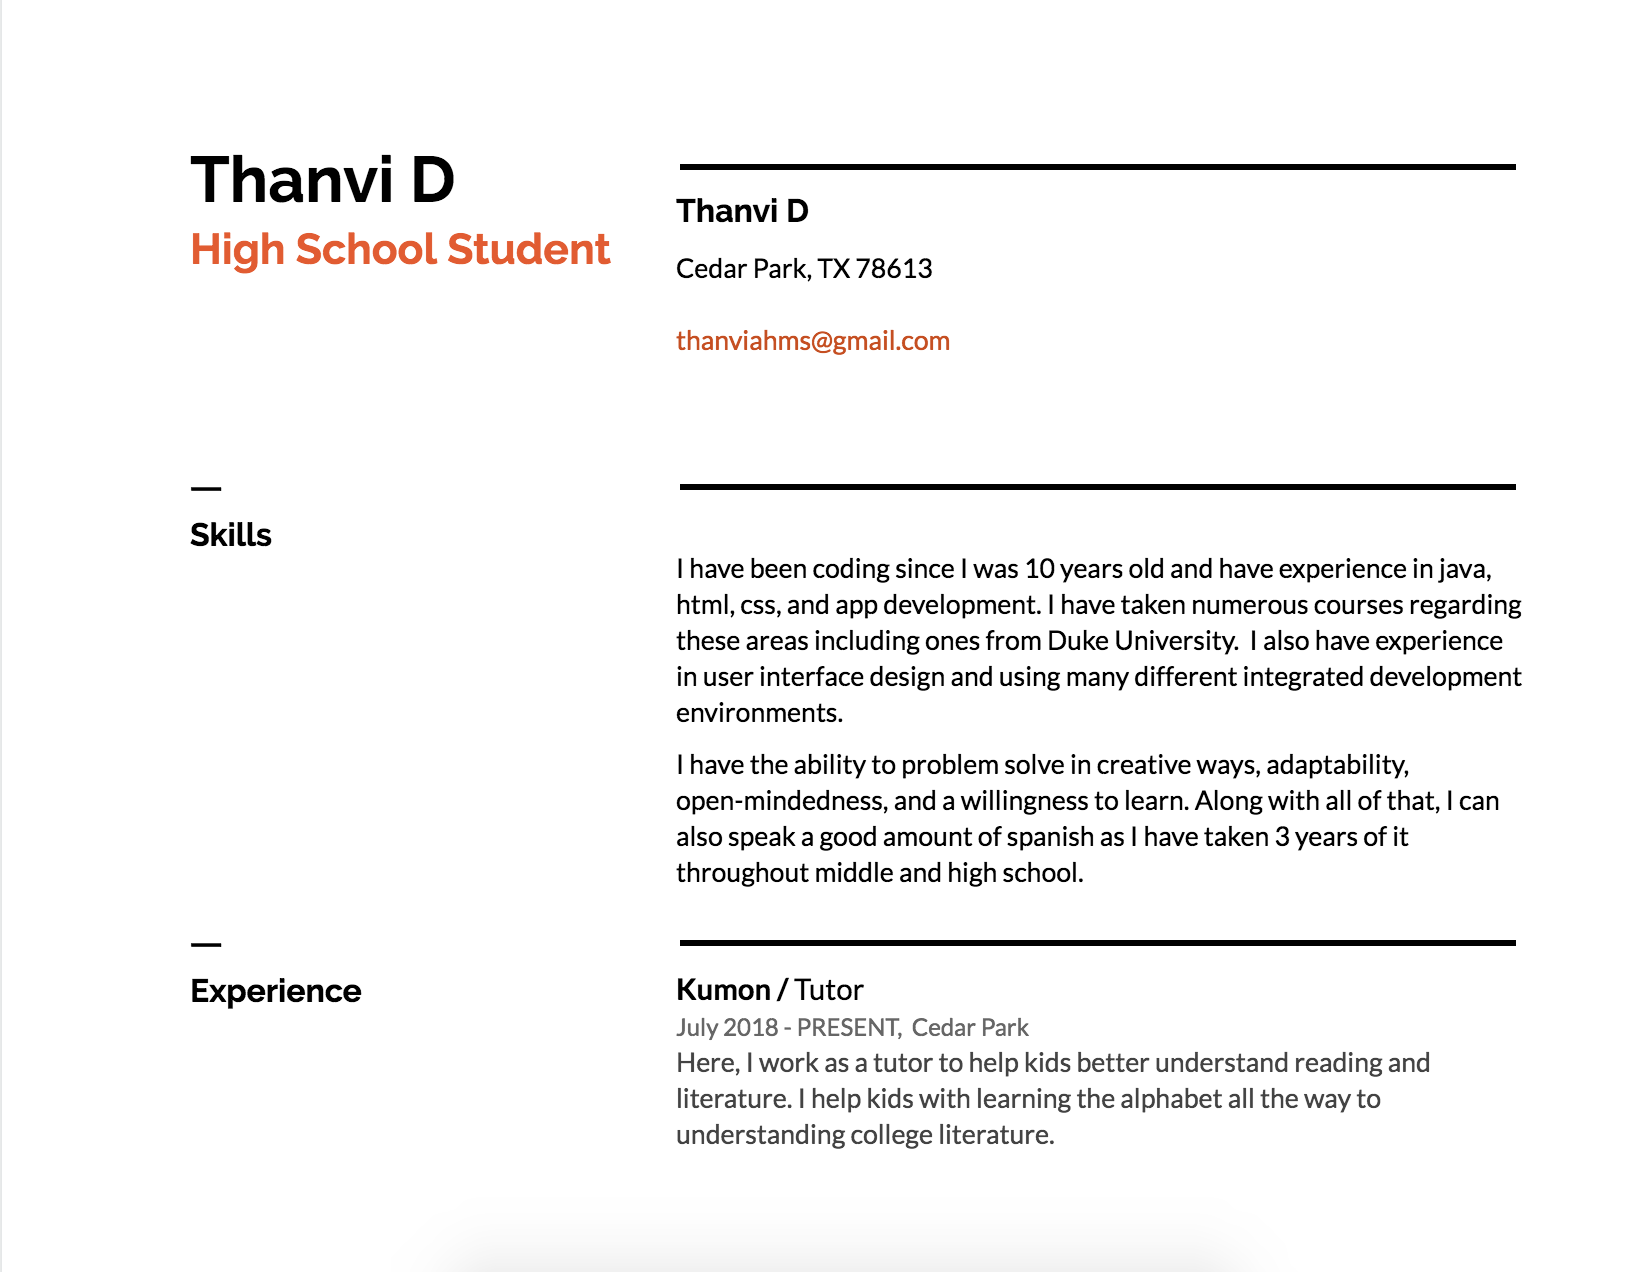 Thanvi D
High School Student
Thanvi D
Cedar Park, TX 78613
thanviahms@gmail.com
—
Skills
I have been coding since I was 10 years old and have experience in java,
html, css, and app development. I have taken numerous courses regarding
these areas including ones from Duke University.  I also have experience
in user interface design and using many different integrated development
environments.
I have the ability to problem solve in creative ways, adaptability,
open-mindedness, and a willingness to learn. Along with all of that, I can
also speak a good amount of spanish as I have taken 3 years of it
throughout middle and high school.
—
Experience
Kumon / Tutor
July 2018 - PRESENT,  Cedar Park
Here, I work as a tutor to help kids better understand reading and
literature. I help kids with learning the alphabet all the way to
understanding college literature.